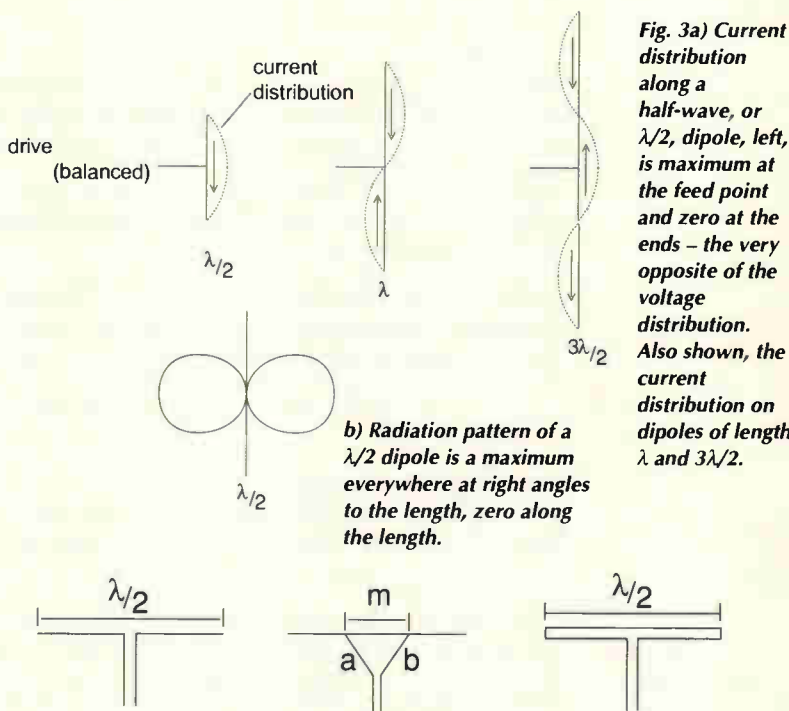 current
distribution
drive
(balanced)
λ/2
λ
3λ/2
Fig. 3a) Current
distribution
along a
half-wave, or
λ/2, dipole, left,
is maximum at
the feed point
and zero at the
ends – the very
opposite of the
voltage
distribution.
Also shown, the
current
distribution on
dipoles of length
λ and 3λ/2.
λ/2
b) Radiation pattern of a
λ/2 dipole is a maximum
everywhere at right angles
to the length, zero along
the length.
λ/2
m
a b
λ/2